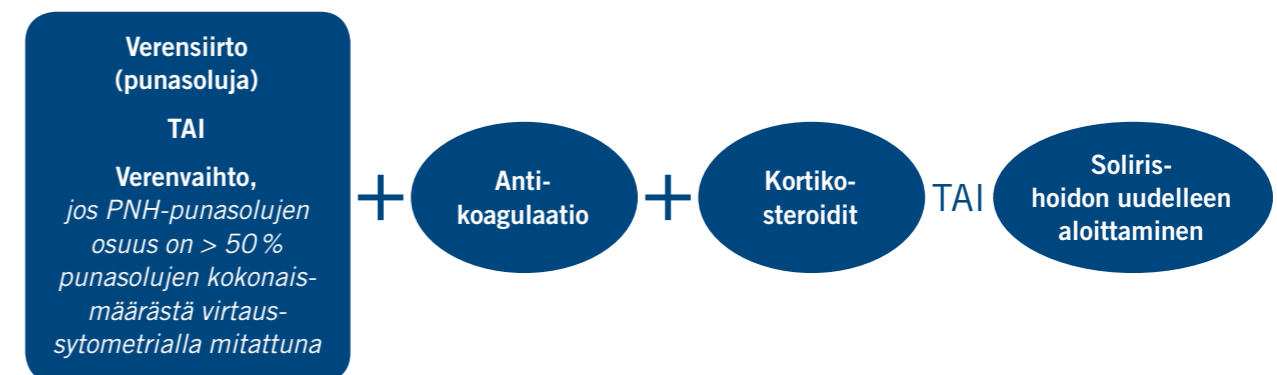 Verensiirto
(punasoluja)
TAI
Verenvaihto,
jos PNH-punasolujen
osuus on > 50 %
punasolujen kokonais-
määrästä virtaus-
sytometrialla mitattuna
+
Anti-
koagulaatio
+
Kortiko-
steroidit
TAI
Soliris-
hoidon uudelleen
aloittaminen